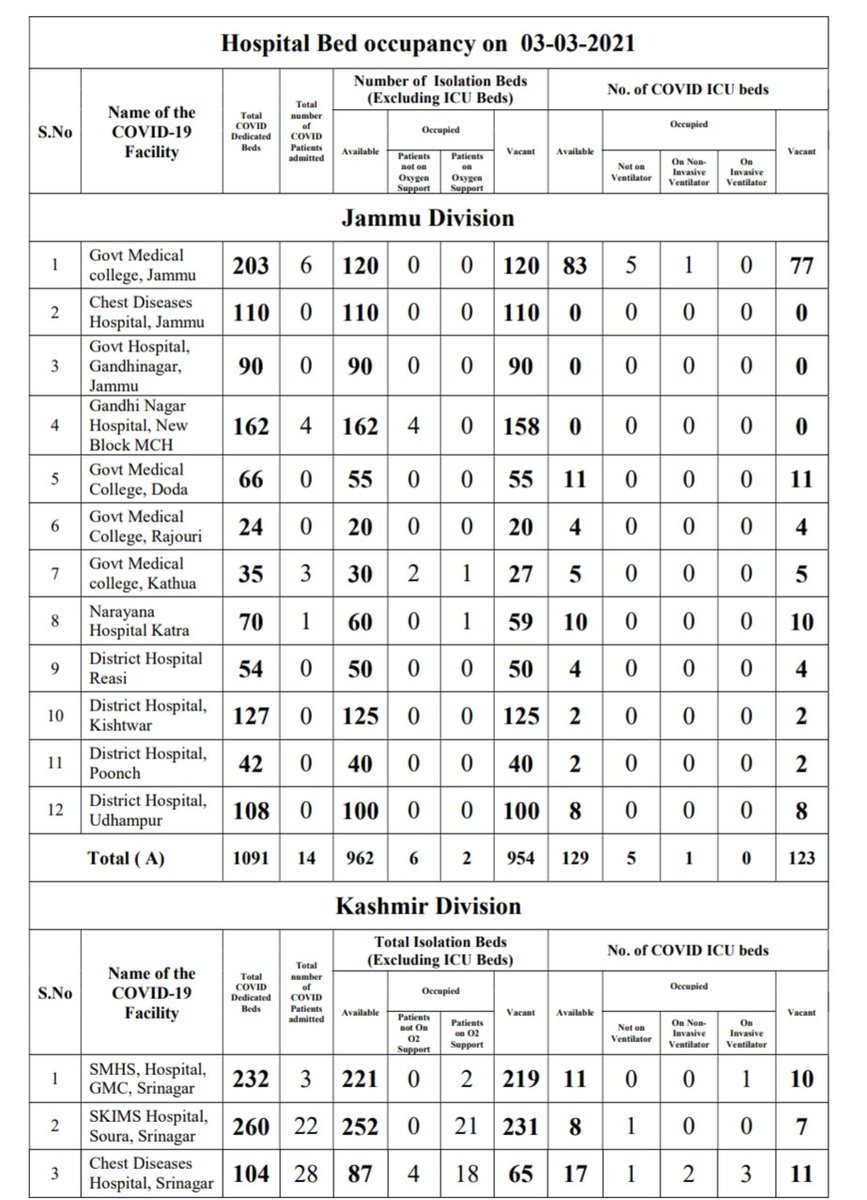 Hospital Bed occupancy on 03-03-2021
S.No
Name of the
COVID-19
Facility
Total
COVID
Dedicated
Beds
Total
number
of
COVID
Patients
admitted
Number of Isolation Beds
(Excluding ICU Beds)
No. of COVID ICU beds
Available
Occupied
Vacant
Available
Occupied
Vacant
Patients
not on
Oxygen
Support
Patients
on
Oxygen
Support
Not on
Ventilator
On Non-
Invasive
Ventilator
On
Invasive
Ventilator
Jammu Division
1 Govt Medical college, Jammu 203 6 120 0 0 120 83 5 1 0 77
2 Chest Diseases Hospital, Jammu 110 0 110 0 0 110 0 0 0 0 0
3 Govt Hospital, Gandhinagar, Jammu 90 0 90 0 0 90 0 0 0 0 0
4 Gandhi Nagar Hospital, New Block MCH 162 4 162 4 0 158 0 0 0 0 0
5 Govt Medical College, Doda 66 0 55 0 0 55 11 0 0 0 11
6 Govt Medical College, Rajouri 24 0 20 0 0 20 4 0 0 0 4
7 Govt Medical college, Kathua 35 3 30 2 1 27 5 0 0 0 5
8 Narayana Hospital Katra 70 1 60 0 1 59 10 0 0 0 10
9 District Hospital Reasi 54 0 50 0 0 50 4 0 0 0 4
10 District Hospital, Kishtwar 127 0 125 0 0 125 2 0 0 0 2
11 District Hospital, Poonch 42 0 40 0 0 40 2 0 0 0 2
12 District Hospital, Udhampur 108 0 100 0 0 100 8 0 0 0 8
Total ( A) 1091 14 962 6 2 954 129 5 1 0 123
Kashmir Division
S.No
Name of the
COVID-19
Facility
Total
COVID
Dedicated
Beds
Total
number
of
COVID
Patients
admitted
Total Isolation Beds
(Excluding ICU Beds)
No. of COVID ICU beds
Available
Occupied
Vacant
Available
Occupied
Vacant
Patients
not On
O2
Support
Patients
on O2
Support
Not on
Ventilator
On Non-
Invasive
Ventilator
On
Invasive
Ventilator
1 SMHS, Hospital, GMC, Srinagar 232 3 221 0 2 219 11 0 0 1 10
2 SKIMS Hospital, Soura, Srinagar 260 22 252 0 21 231 8 1 0 0 7
3 Chest Diseases Hospital, Srinagar 104 28 87 4 18 65 17 1 2 3 11